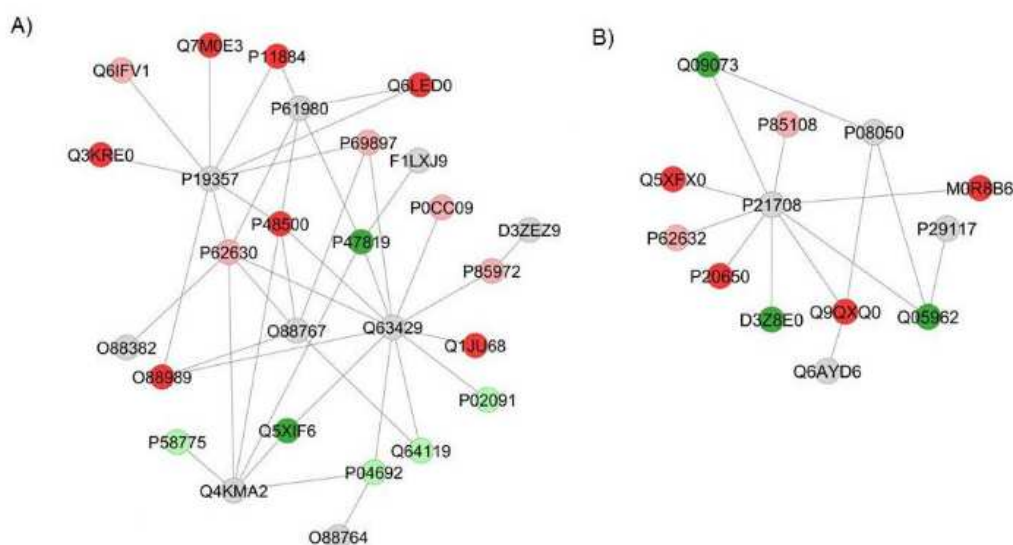 A)
Q7M0E3
P11884
Q6IFV1
Q6LED0
P61980
P69897
F1LXJ9
Q3KRE0
P19357
P0CC09
P48500
D3ZEZ9
P47819
P62630
P85972
O88767
Q63429
O88382
Q1JU68
O88989
P02091
P58775
Q5XIF6
Q64119
P04692
Q4KMA2
O88764
B)
Q09073
P85108
P08050
Q5XFX0
M0R8B6
P21708
P29117
P62632
P20650
D3Z8E0
Q9QXQ0
Q05962
Q6AYD6